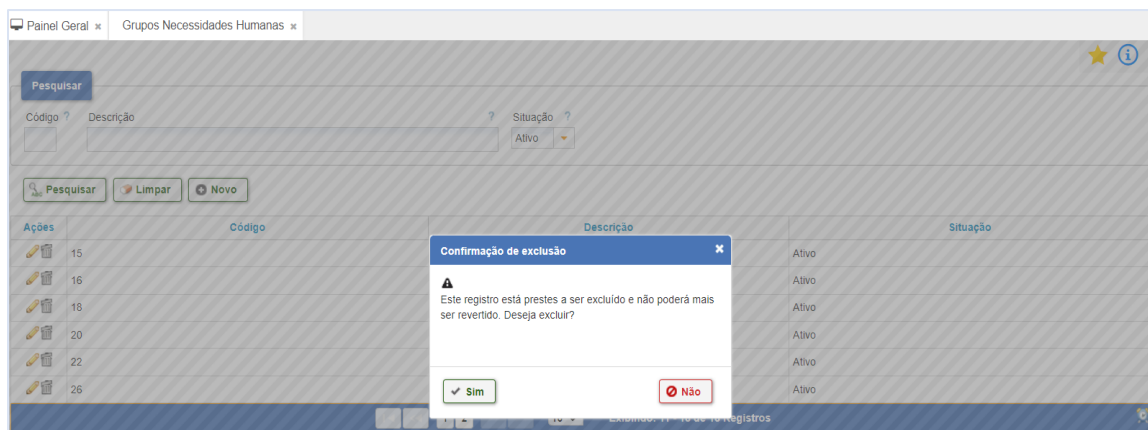 Painel Geral × Grupos Necessidades Humanas ×
Pesquisar
Código ? Descrição ? Situação ?
Ativo
Pesquisar Limpar Novo
Ações Código Descrição Situação
15 Ativo
Confirmação de exclusão ×
16 Ativo
Este registro está prestes a ser excluído e não poderá mais
ser revertido. Deseja excluir?
18 Ativo
20 Ativo
22 Ativo
26 Ativo
Sim Não
1 2 Registros